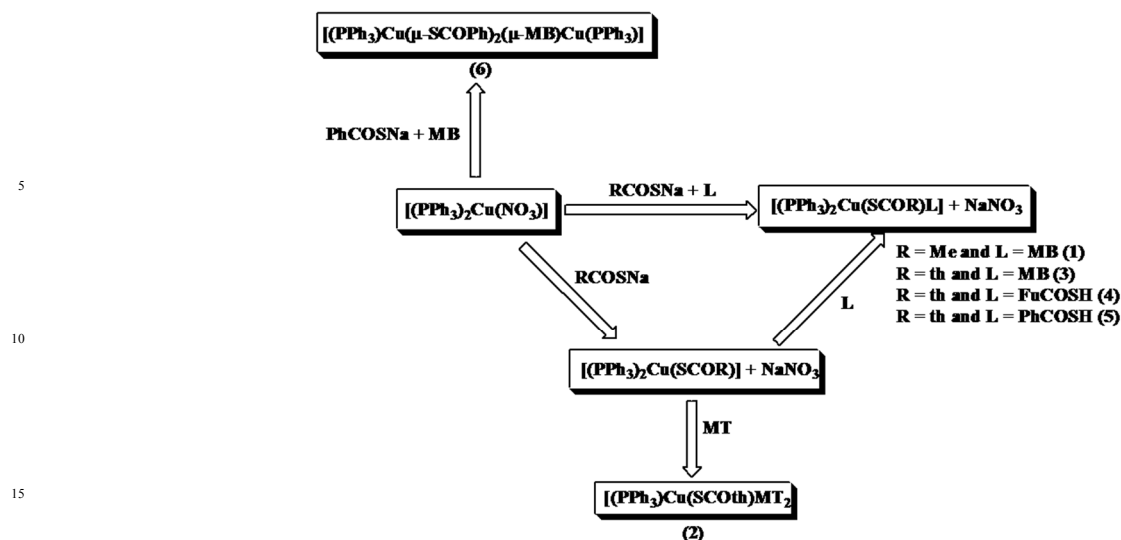 [(PPh₃)Cu(μ-SCOPh)₂(μ-MB)Cu(PPh₃)]
(6)
PhCOSNa + MB
5
RCOSNa + L
[(PPh₃)₂Cu(NO₃)]
[(PPh₃)₂Cu(SCOR)L] + NaNO₃
R = Me and L = MB (1)
R = th and L = MB (3)
R = th and L = FuCOSH (4)
R = th and L = PhCOSH (5)
RCOSNa
L
10
[(PPh₃)₂Cu(SCOR)] + NaNO₃
MT
15
[(PPh₃)Cu(SCOth)MT₂
(2)